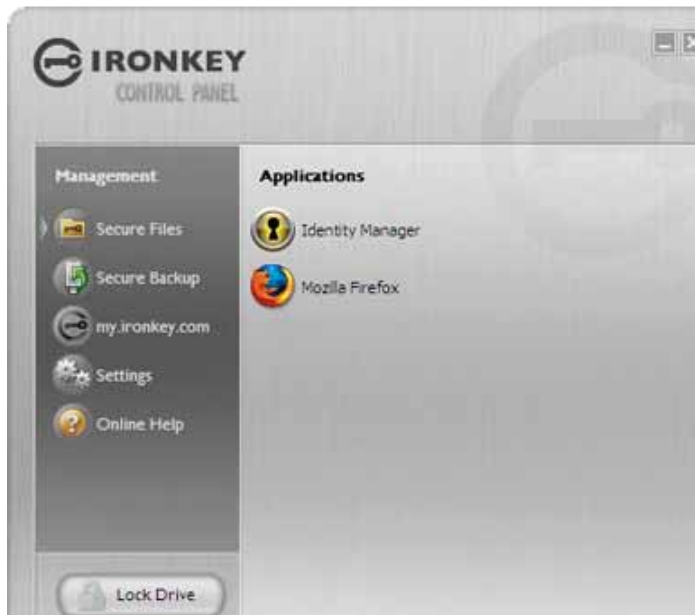 IRONKEY
CONTROL PANEL
Management
Secure Files
Secure Backup
my.ironkey.com
Settings
Online Help
Lock Drive
Applications
Identity Manager
Mozilla Firefox